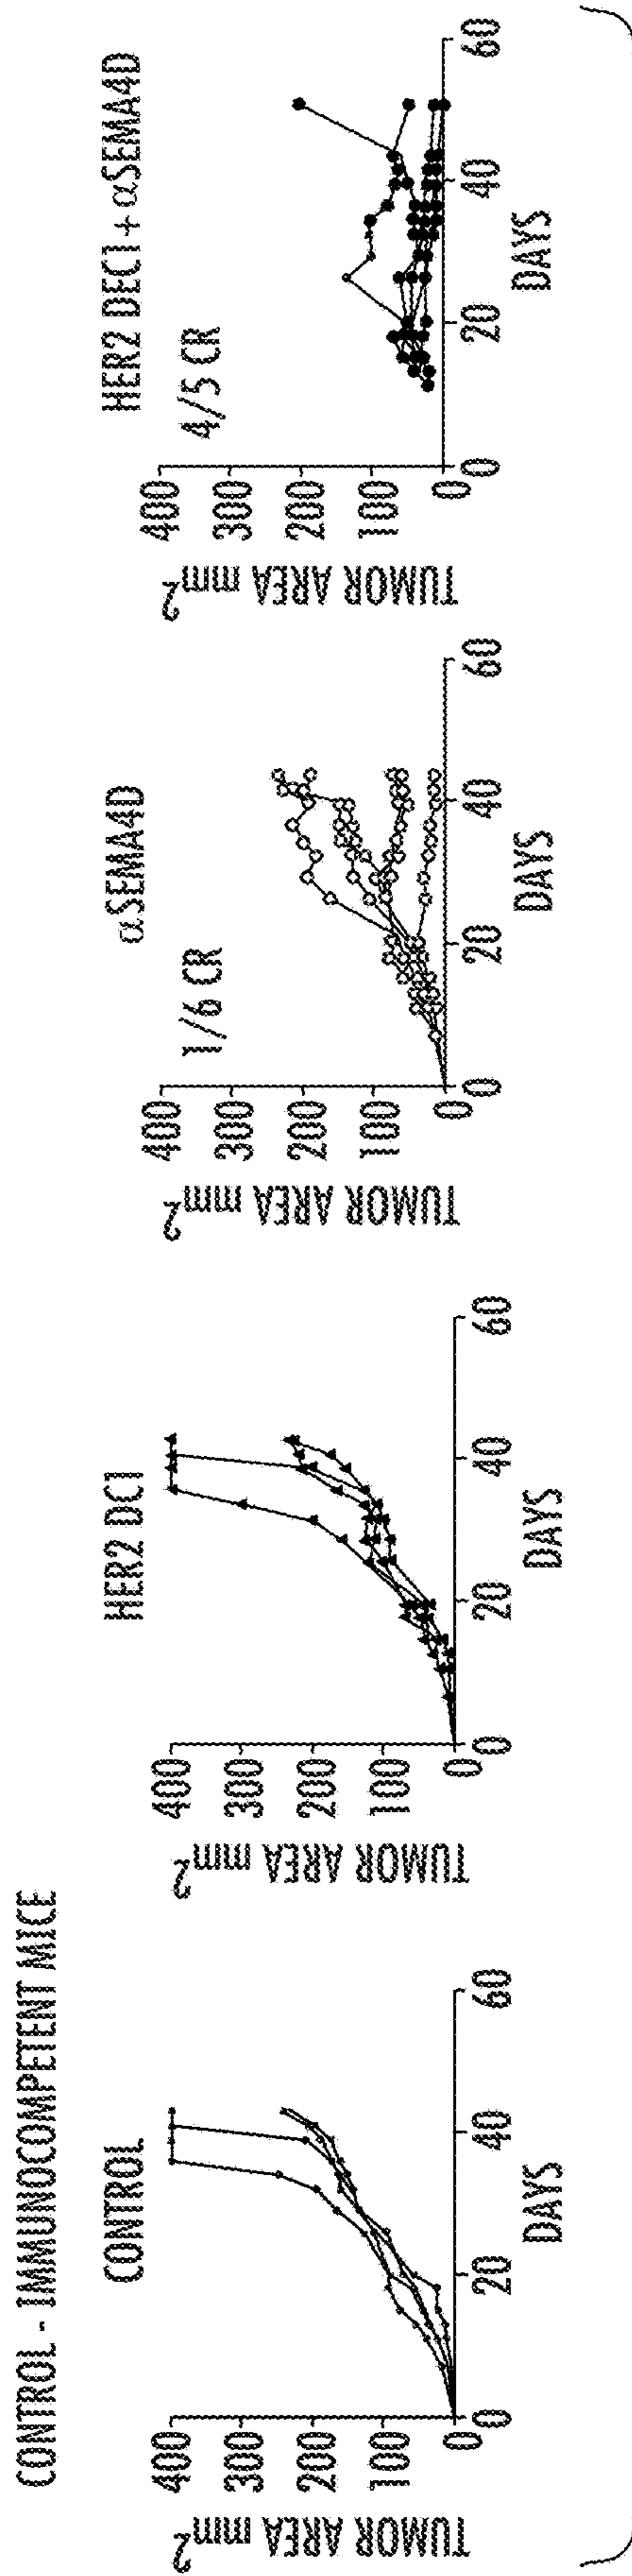 CONTROL - IMMUNOCOMPETENT MICE
CONTROL
TUMOR AREA mm2
400
300
200
100
0
0
20
40
60
DAYS
HER2 DC1
TUMOR AREA mm2
400
300
200
100
0
0
20
40
60
DAYS
αSEMA4D
1/6 CR
TUMOR AREA mm2
400
300
200
100
0
0
20
40
60
DAYS
HER2 DEC1 + αSEMA4D
4/5 CR
TUMOR AREA mm2
400
300
200
100
0
0
20
40
60
DAYS